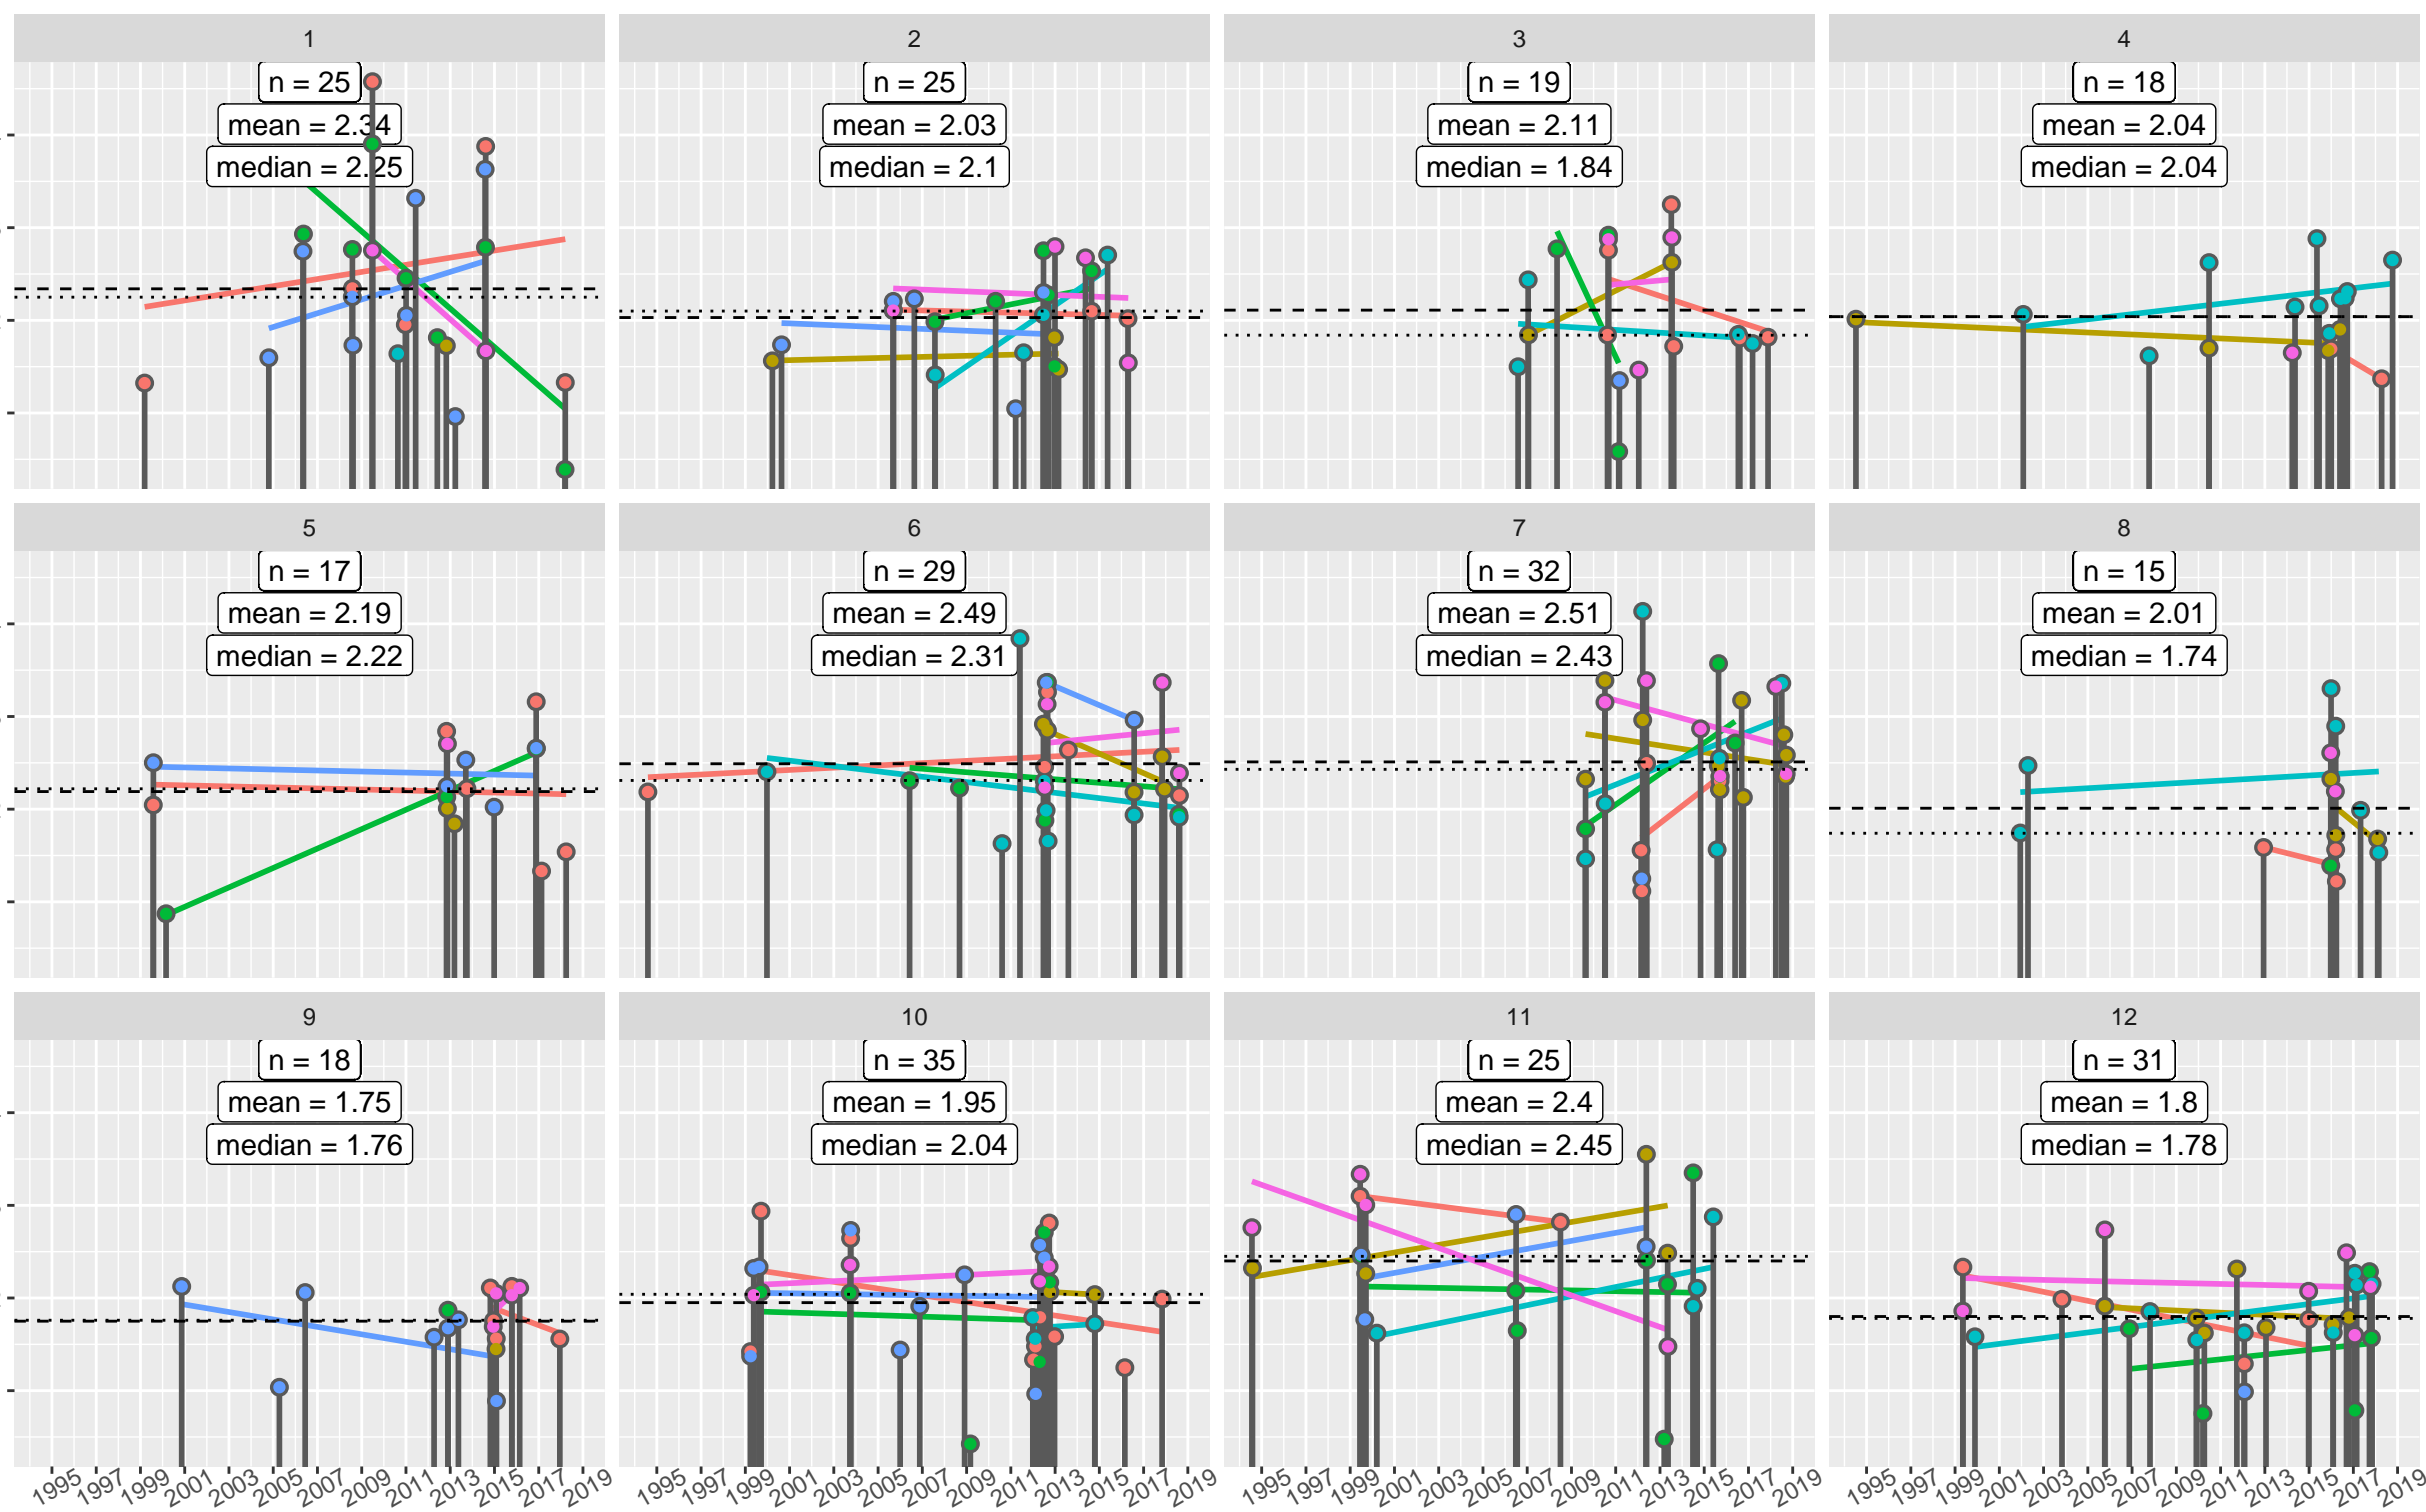 1 2 3 4
n = 25 n = 25 n = 19 n = 18
mean = 2.34 mean = 2.03 mean = 2.11 mean = 2.04
median = 2.25 median = 2.1 median = 1.84 median = 2.04
5 6 7 8
n = 17 n = 29 n = 32 n = 15
mean = 2.19 mean = 2.49 mean = 2.51 mean = 2.01
median = 2.22 median = 2.31 median = 2.43 median = 1.74
9 10 11 12
n = 18 n = 35 n = 25 n = 31
mean = 1.75 mean = 1.95 mean = 2.4 mean = 1.8
median = 1.76 median = 2.04 median = 2.45 median = 1.78
1995 1997 1999 2001 2003 2005 2007 2009 2011 2013 2015 2017 2019 1995 1997 1999 2001 2003 2005 2007 2009 2011 2013 2015 2017 2019 1995 1997 1999 2001 2003 2005 2007 2009 2011 2013 2015 2017 2019 1995 1997 1999 2001 2003 2005 2007 2009 2011 2013 2015 2017 2019